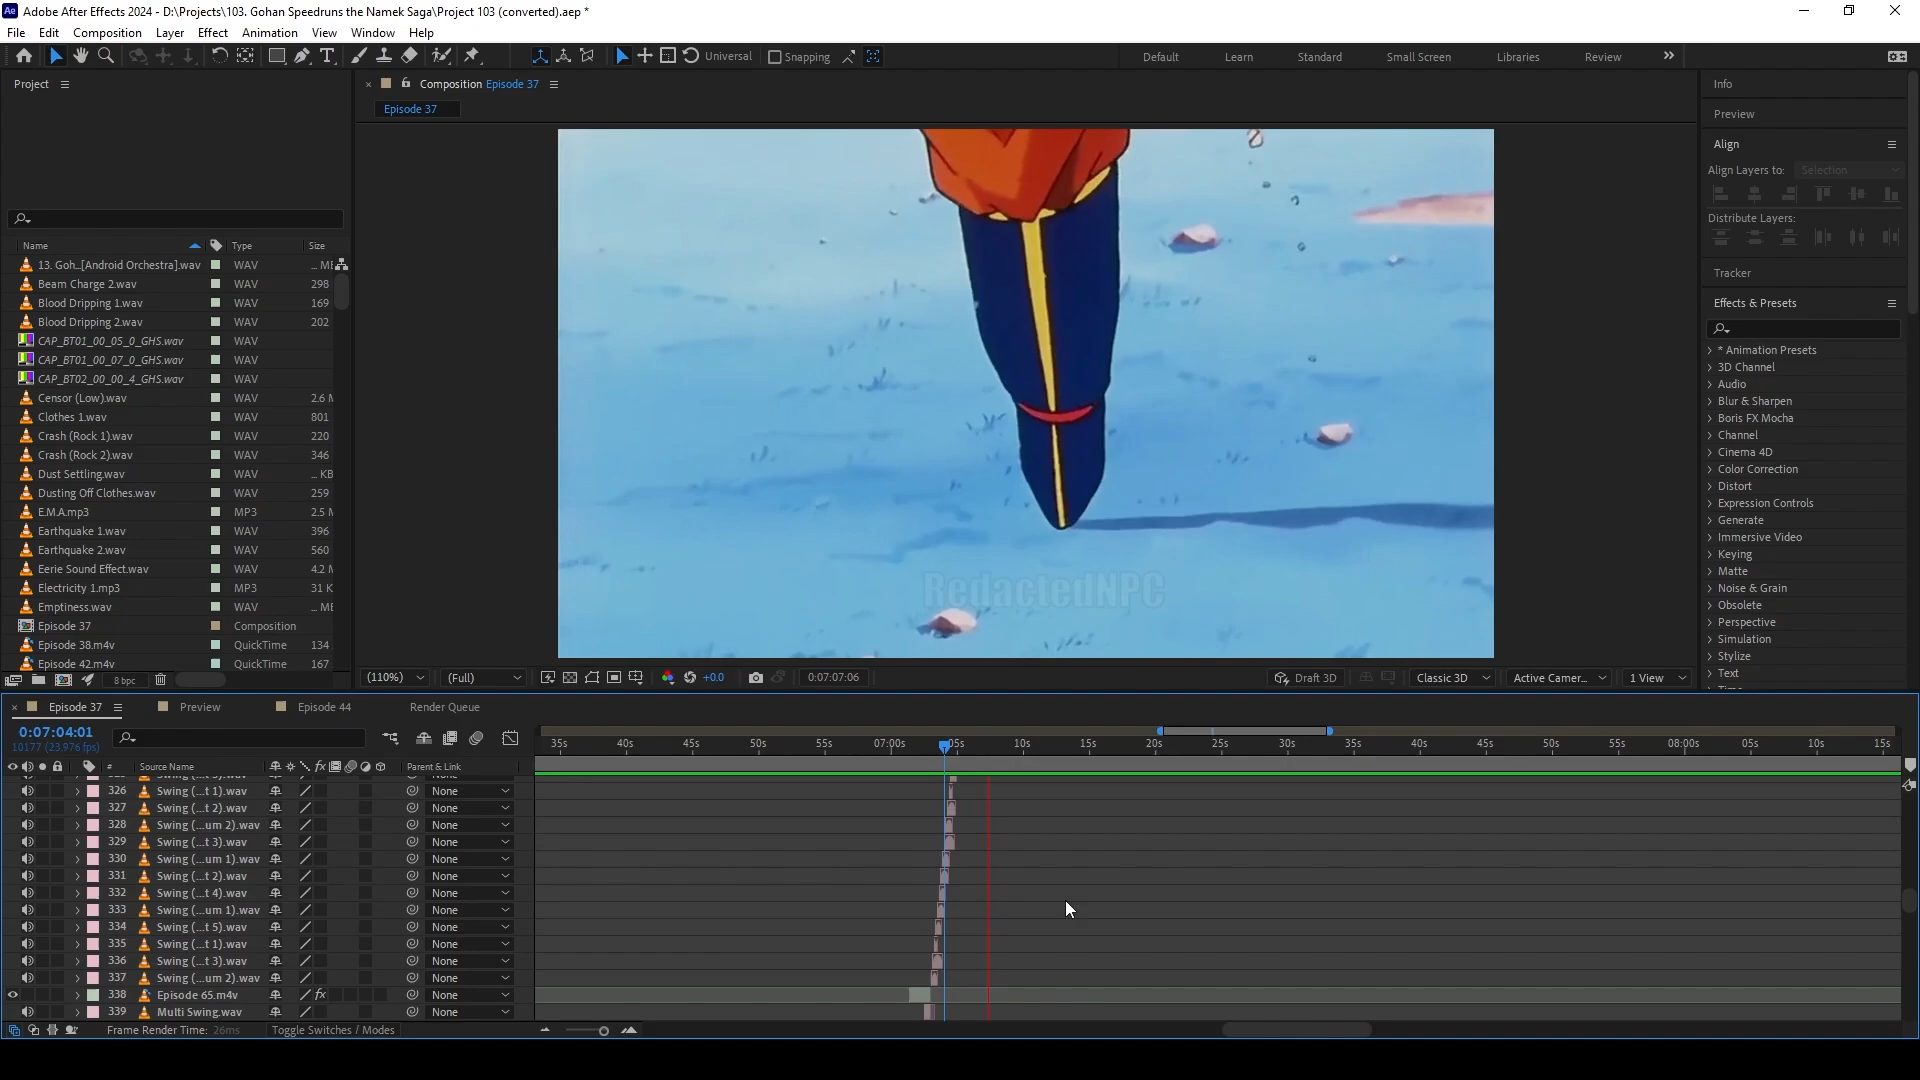 Adobe After Effects 2024 - D:\Projects\103. Gohan Speedruns the Namek Saga\Project 103 (converted).aep *
File Edit Composition Layer Effect Animation View Window Help
Universal Snapping Default Learn Standard Small Screen Libraries Review
Project
Composition Episode 37
Episode 37
Name Type Size
13. Goh...[Android Orchestra].wav WAV ... ME
Beam Charge 2.wav WAV 298
Blood Dripping 1.wav WAV 169
Blood Dripping 2.wav WAV 202
CAP_BT01_00_05_0_GHS.wav WAV
CAP_BT01_00_07_0_GHS.wav WAV
CAP_BT02_00_00_4_GHS.wav WAV
Censor (Low).wav WAV 2.6 M
Clothes 1.wav WAV 801
Crash (Rock 1).wav WAV 220
Crash (Rock 2).wav WAV 346
Dust Settling.wav WAV ... KB
Dusting Off Clothes.wav WAV 259
E.M.A.mp3 MP3 2.5 M
Earthquake 1.wav WAV 396
Earthquake 2.wav WAV 560
Eerie Sound Effect.wav WAV 4.2 M
Electricity 1.mp3 MP3 31 K
Emptiness.wav WAV ... ME
Episode 37 Composition
Episode 38.m4v QuickTime 134
Episode 42.m4v QuickTime 167
8 bpc
RedactedNPC
(110%) (Full) +0.0 0:07:07:06 Draft 3D Classic 3D Active Camer... 1 View
Info
Preview
Align
Align Layers to: Selection
Distribute Layers:
Tracker
Effects & Presets
* Animation Presets
3D Channel
Audio
Blur & Sharpen
Boris FX Mocha
Channel
Cinema 4D
Color Correction
Distort
Expression Controls
Generate
Immersive Video
Keying
Matte
Noise & Grain
Obsolete
Perspective
Simulation
Stylize
Text
Episode 37 Preview Episode 44 Render Queue
0:07:04:01
10177 (23.976 fps)
35s 40s 45s 50s 55s 07:00s 05s 10s 15s 20s 25s 30s 35s 40s 45s 50s 55s 08:00s 05s 10s 15s
# Source Name Parent & Link
326 Swing (...t 1).wav None
327 Swing (...t 2).wav None
328 Swing (...um 2).wav None
329 Swing (...t 3).wav None
330 Swing (...um 1).wav None
331 Swing (...t 2).wav None
332 Swing (...t 4).wav None
333 Swing (...um 1).wav None
334 Swing (...t 5).wav None
335 Swing (...t 1).wav None
336 Swing (...t 3).wav None
337 Swing (...um 2).wav None
338 Episode 65.m4v None
339 Multi Swing.wav None
Frame Render Time: 26ms Toggle Switches / Modes